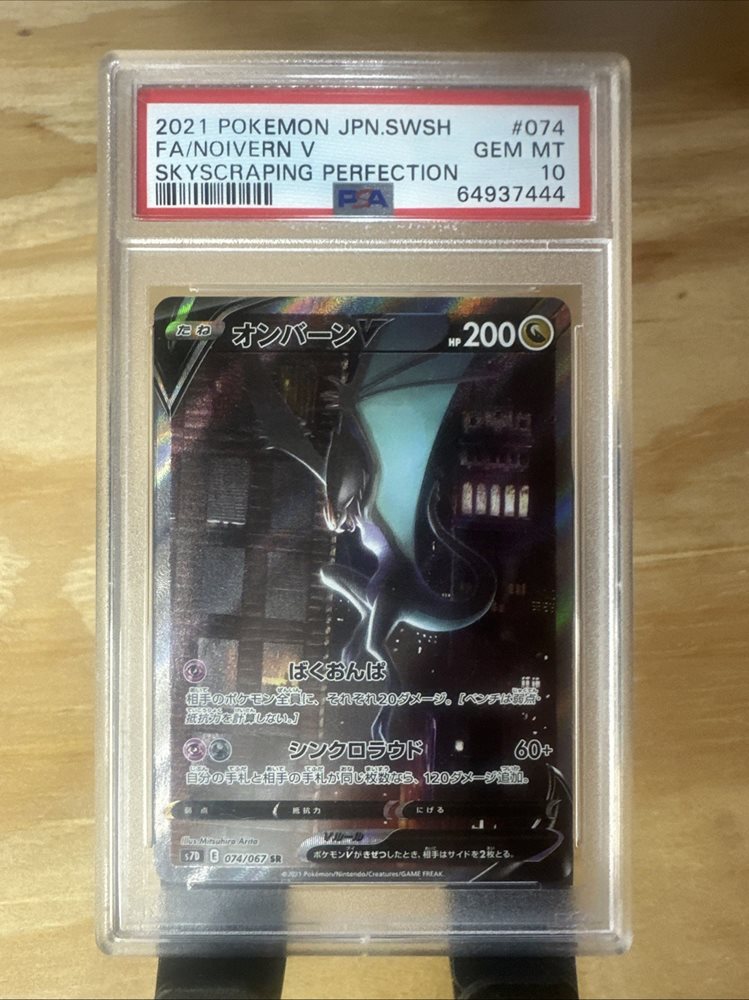 2021 POKEMON JPN.SWSH #074
FA/NOIVERN V GEM MT
SKYSCRAPING PERFECTION 10
PSA 64937444
たね オンバーンV HP 200
ばくおんぱ
相手のポケモン全員に、それぞれ20ダメージ。[ベンチは弱点・
抵抗力を計算しない。]
シンクロラウド 60+
自分の手札と相手の手札が同じ枚数なら、120ダメージ追加。
弱点 抵抗力 にげる
Illus. Mitsuhiro Arita
Vルール
s7D E 074/067 SR ポケモンVがきぜつしたとき、相手はサイドを2枚とる。
©2021 Pokémon/Nintendo/Creatures/GAME FREAK.